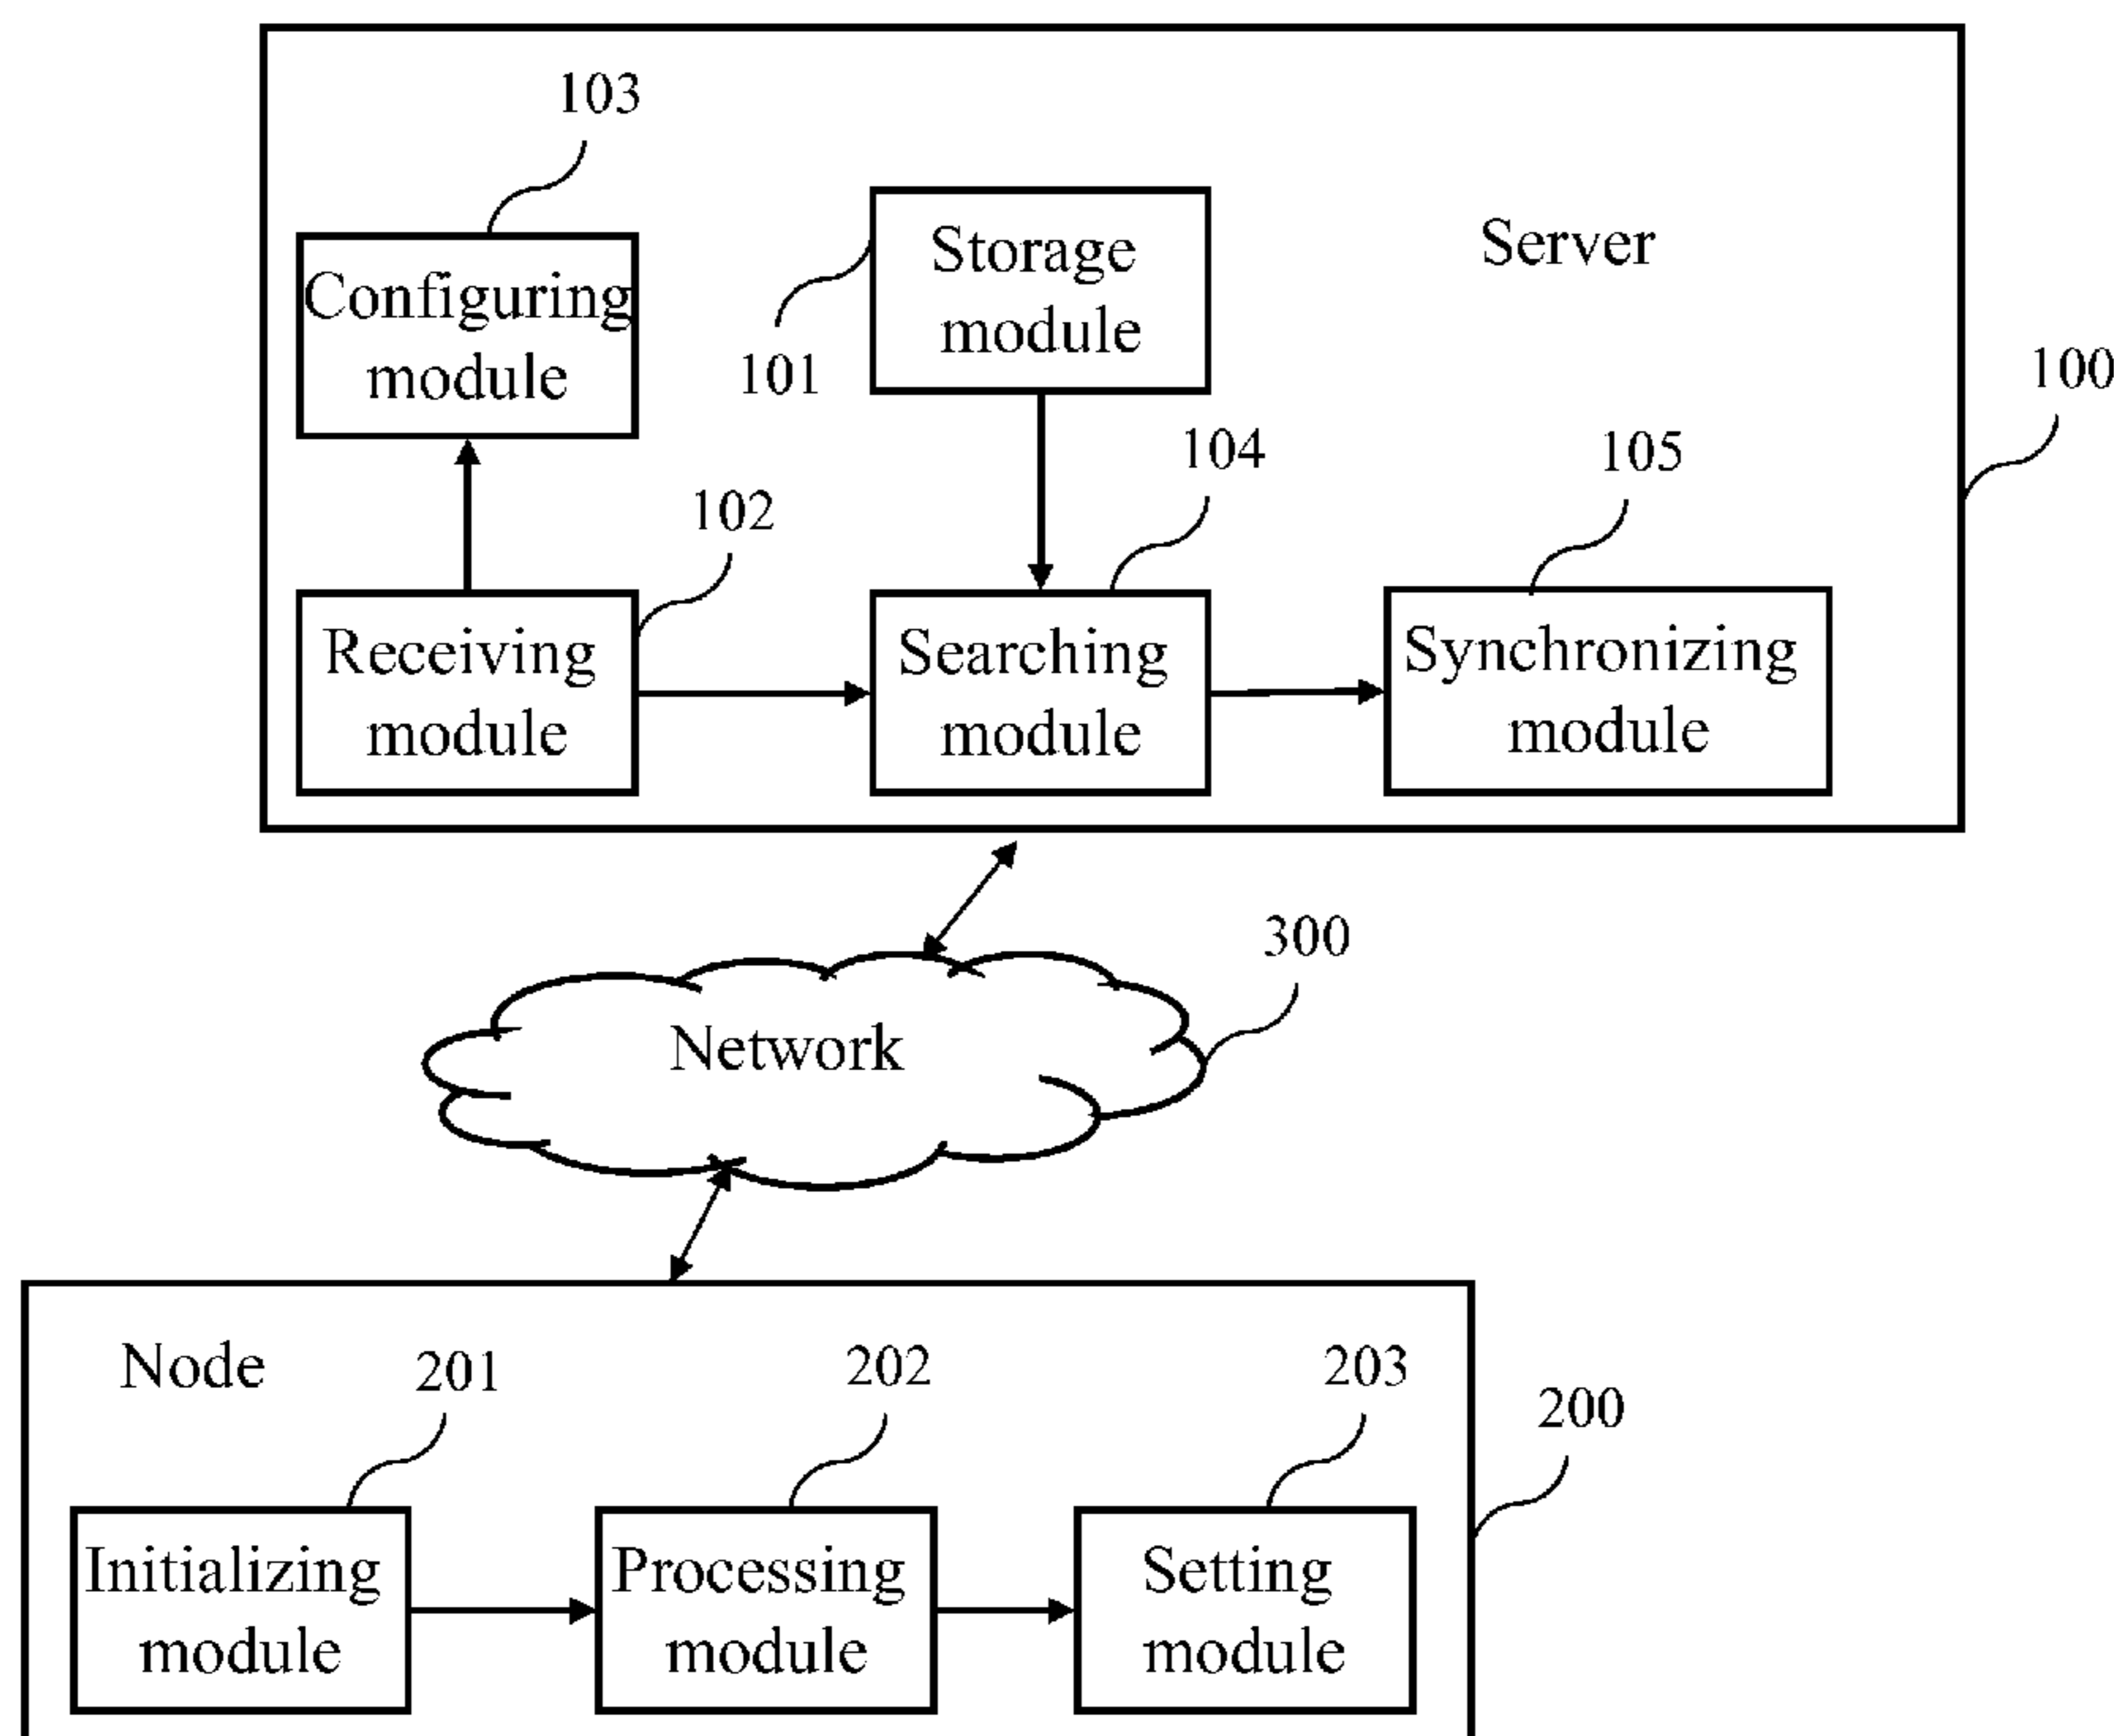 103
Configuring
module
Storage
module
101
Server
100
104
105
102
Receiving
module
Searching
module
Synchronizing
module
300
Network
Node
201
202
203
200
Initializing
module
Processing
module
Setting
module